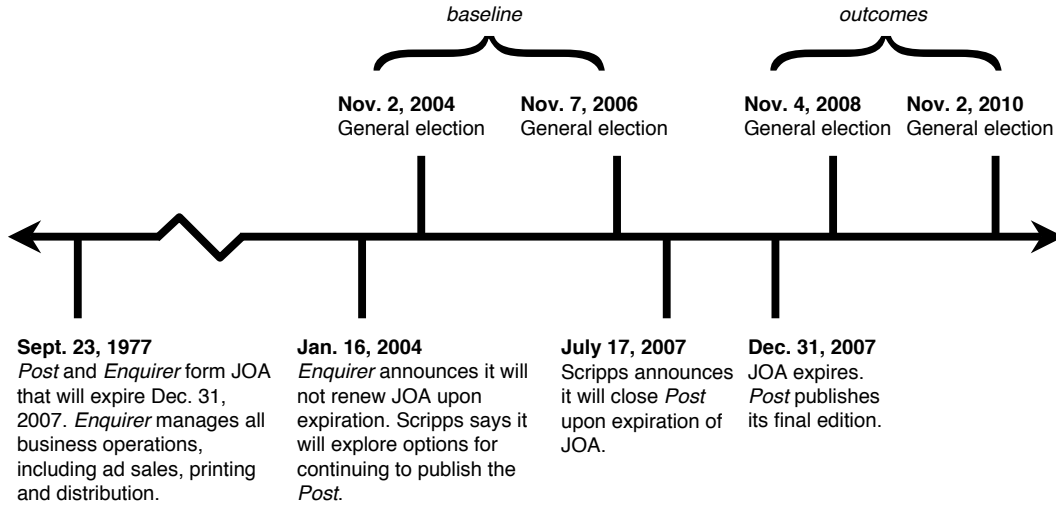 baseline
outcomes
Nov. 2, 2004
General election
Nov. 7, 2006
General election
Nov. 4, 2008
General election
Nov. 2, 2010
General election
Sept. 23, 1977
Post and Enquirer form JOA
that will expire Dec. 31,
2007. Enquirer manages all
business operations,
including ad sales, printing
and distribution.
Jan. 16, 2004
Enquirer announces it will
not renew JOA upon
expiration. Scripps says it
will explore options for
continuing to publish the
Post.
July 17, 2007
Scripps announces
it will close Post
upon expiration of
JOA.
Dec. 31, 2007
JOA expires.
Post publishes
its final edition.